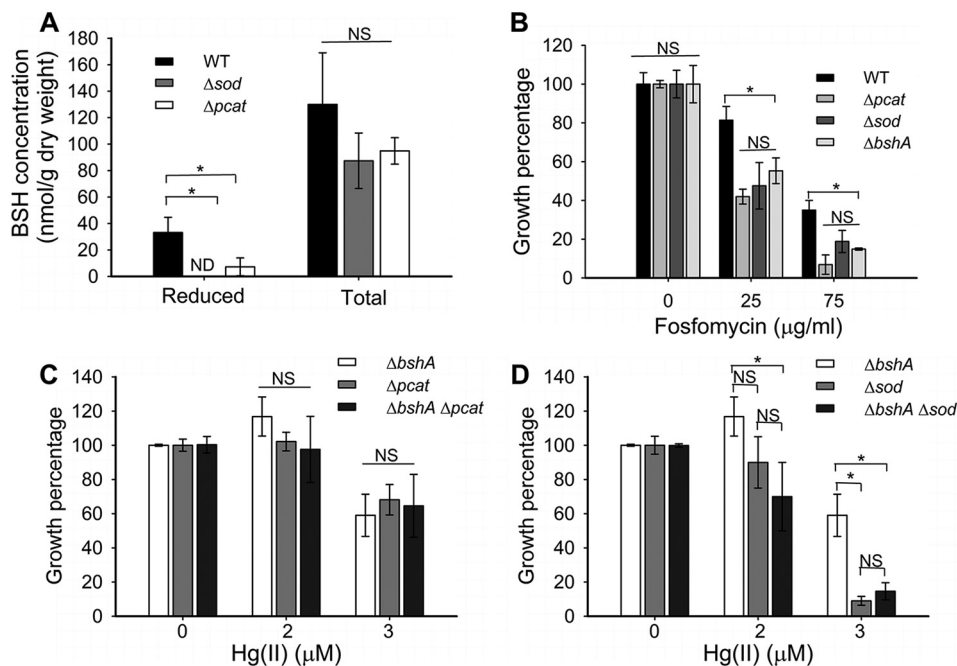 A
BSH concentration
(nmol/g dry weight)
180
160
140
120
100
80
60
40
20
0
WT
Δsod
Δpcat
NS
*
*
ND
Reduced
Total
B
Growth percentage
120
100
80
60
40
20
0
NS
WT
Δpcat
Δsod
ΔbshA
*
NS
*
NS
0
25
75
Fosfomycin (μg/ml)
C
Growth percentage
140
120
100
80
60
40
20
0
ΔbshA
Δpcat
ΔbshA Δpcat
NS
NS
0
2
3
Hg(II) (μM)
D
Growth percentage
140
120
100
80
60
40
20
0
ΔbshA
Δsod
ΔbshA Δsod
*
NS
NS
*
*
NS
0
2
3
Hg(II) (μM)